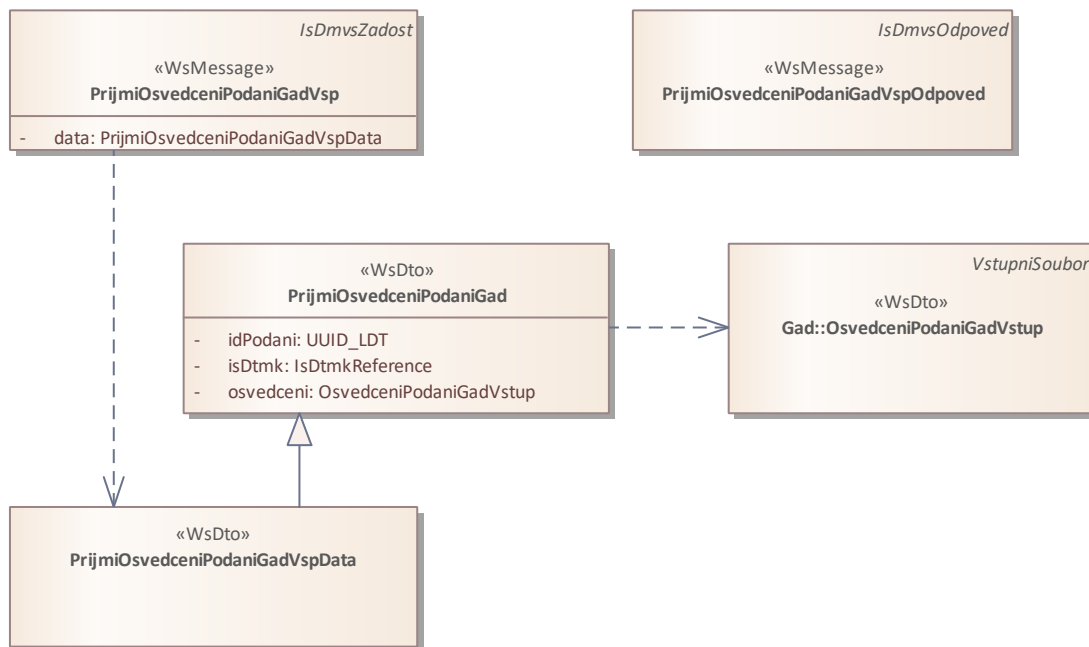 IsDmvsZadost
«WsMessage»
PrijmiOsvedceniPodaniGadVsp
- data: PrijmiOsvedceniPodaniGadVspData
IsDmvsOdpoved
«WsMessage»
PrijmiOsvedceniPodaniGadVspOdpoved
«WsDto»
PrijmiOsvedceniPodaniGad
- idPodani: UUID_LDT
- isDtmk: IsDtmkReference
- osvedceni: OsvedceniPodaniGadVstup
VstupniSoubor
«WsDto»
Gad::OsvedceniPodaniGadVstup
«WsDto»
PrijmiOsvedceniPodaniGadVspData